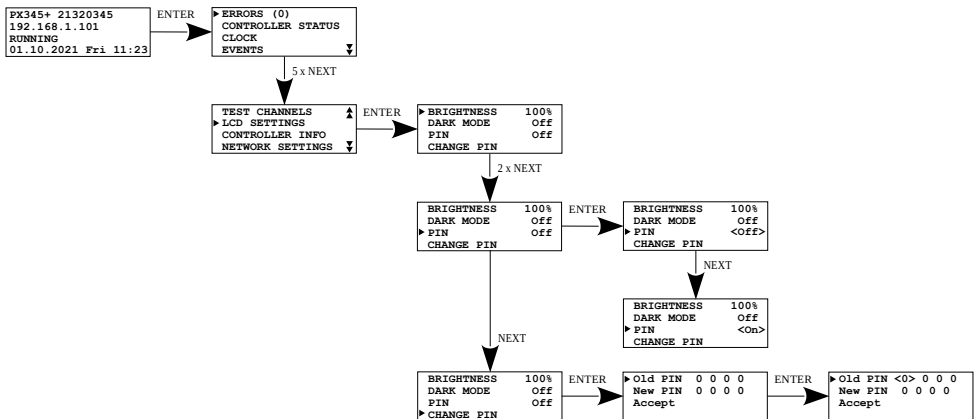 PX345+ 21320345
192.168.1.101
RUNNING
01.10.2021 Fri 11:23
ENTER
ERRORS (0)
CONTROLLER STATUS
CLOCK
EVENTS
5 x NEXT
TEST CHANNELS
LCD SETTINGS
CONTROLLER INFO
NETWORK SETTINGS
ENTER
BRIGHTNESS 100%
DARK MODE Off
PIN Off
CHANGE PIN
2 x NEXT
BRIGHTNESS 100%
DARK MODE Off
PIN Off
CHANGE PIN
ENTER
BRIGHTNESS 100%
DARK MODE Off
PIN <Off>
CHANGE PIN
NEXT
BRIGHTNESS 100%
DARK MODE Off
PIN <On>
CHANGE PIN
NEXT
BRIGHTNESS 100%
DARK MODE Off
PIN Off
CHANGE PIN
ENTER
Old PIN 0 0 0 0
New PIN 0 0 0 0
Accept
ENTER
Old PIN <0> 0 0 0
New PIN 0 0 0 0
Accept